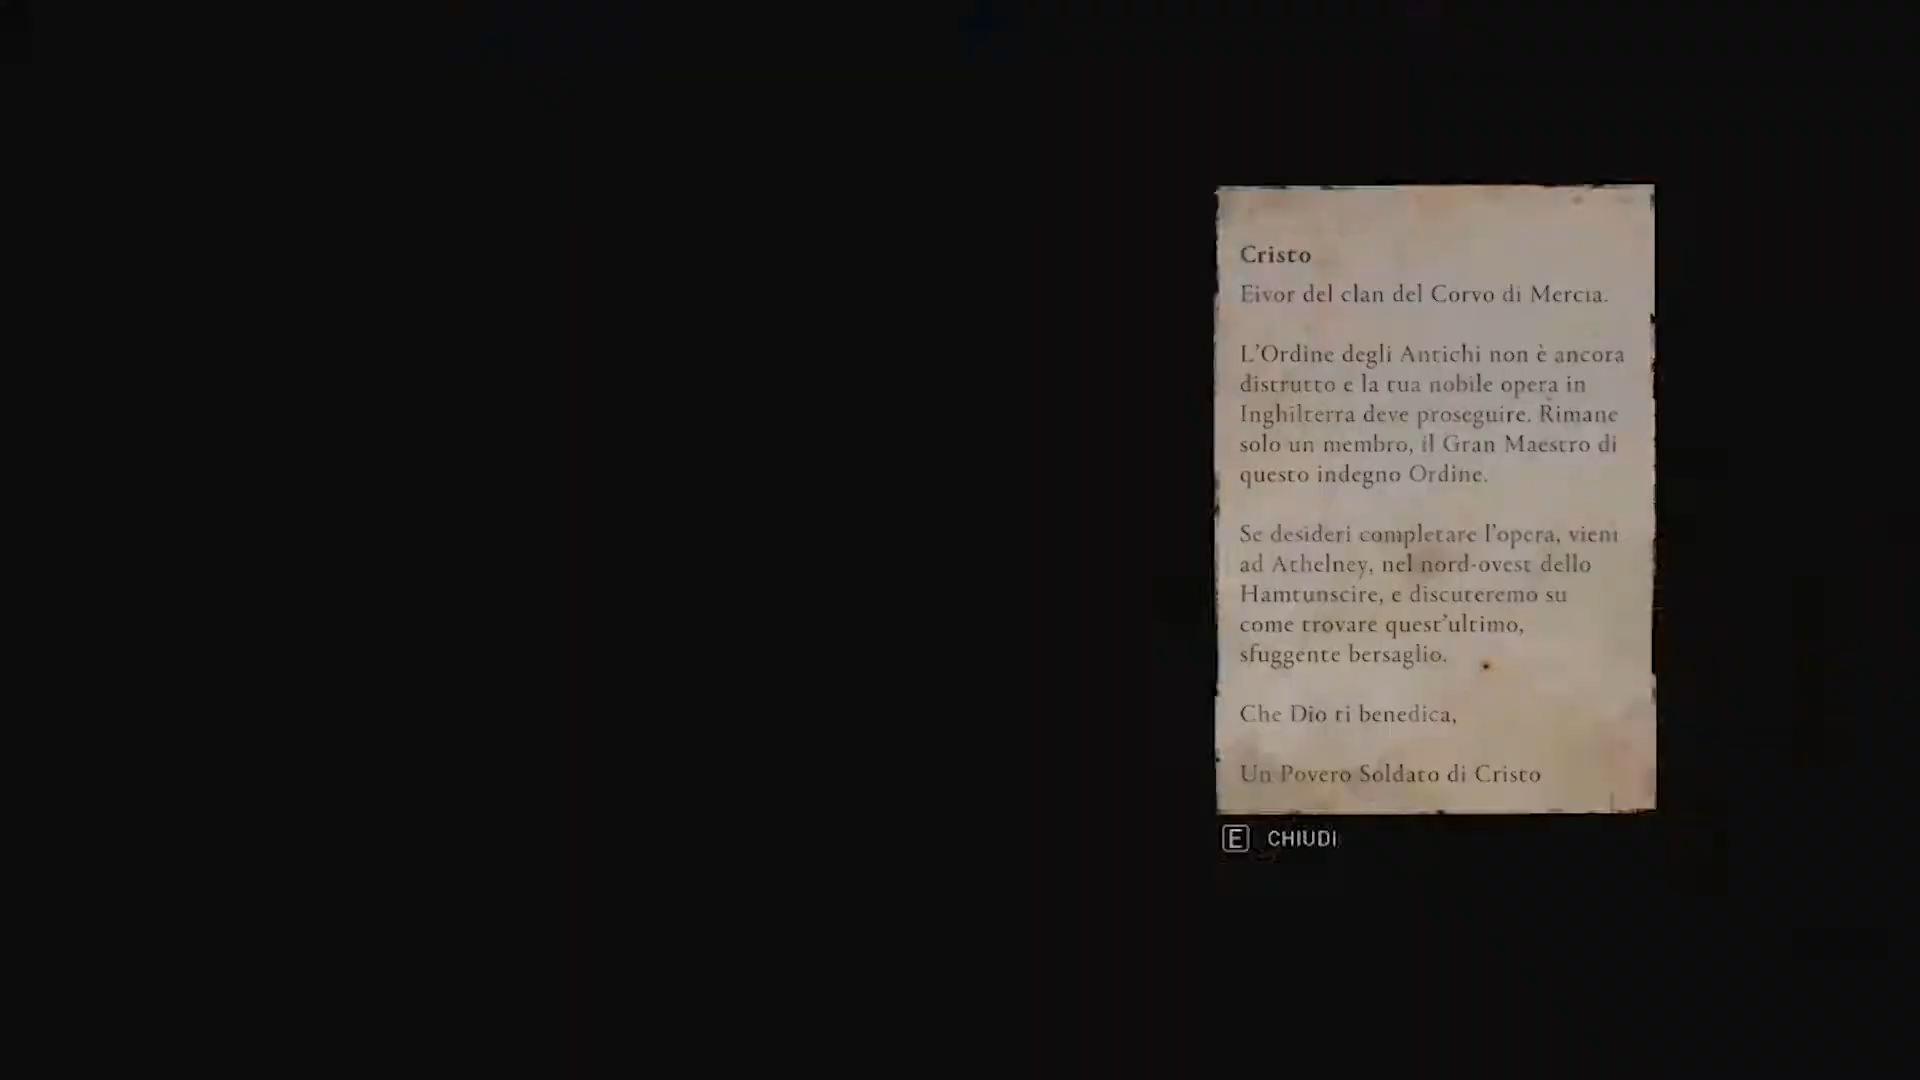 Cristo
Eivor del clan del Corvo di Mercia.
L'Ordine degli Antichi non è ancora
distrutto e la tua nobile opera in
Inghilterra deve proseguire. Rimane
solo un membro, il Gran Maestro di
questo indegno Ordine.
Se desideri completare l'opera, vieni
ad Athelney, nel nord-ovest dello
Hamtunscire, e discuteremo su
come trovare quest'ultimo,
sfuggente bersaglio.
Che Dio ti benedica,
Un Povero Soldato di Cristo
E CHIUDI